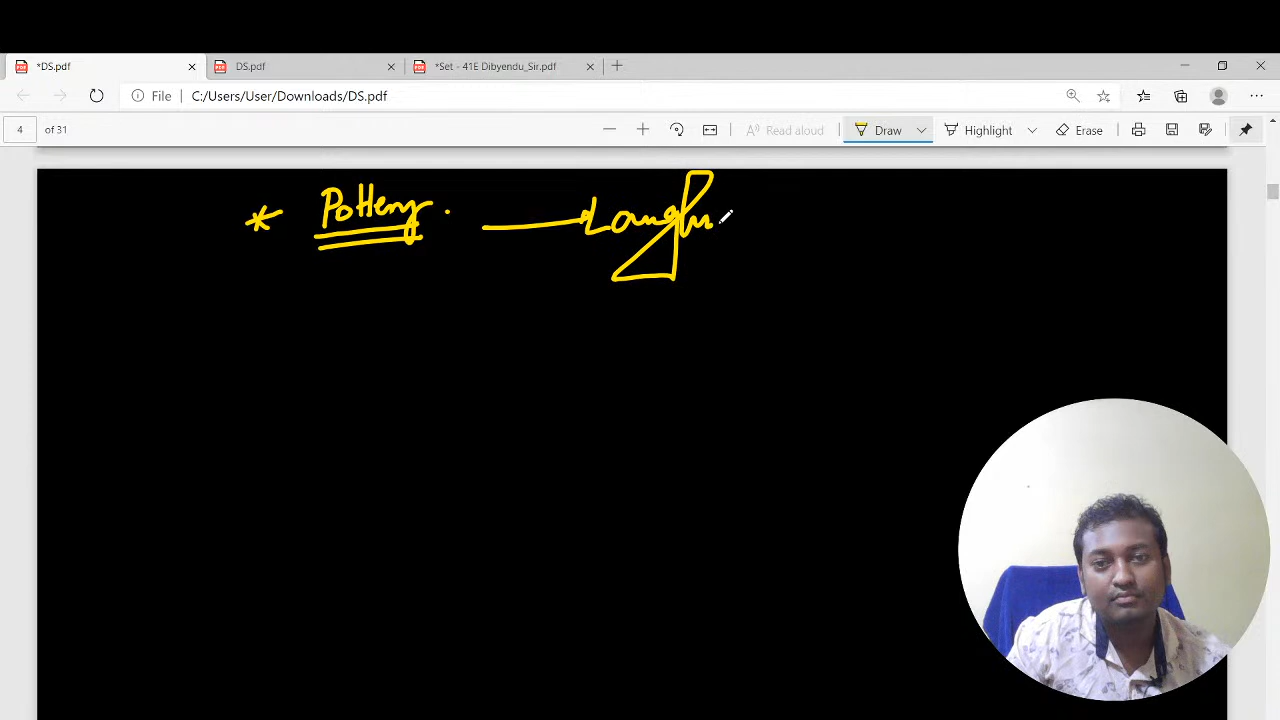 *DS.pdf DS.pdf *Set - 41E Dibyendu_Sir.pdf
File C:/Users/User/Downloads/DS.pdf
4 of 31 Read aloud Draw Highlight Erase
* Pottery.